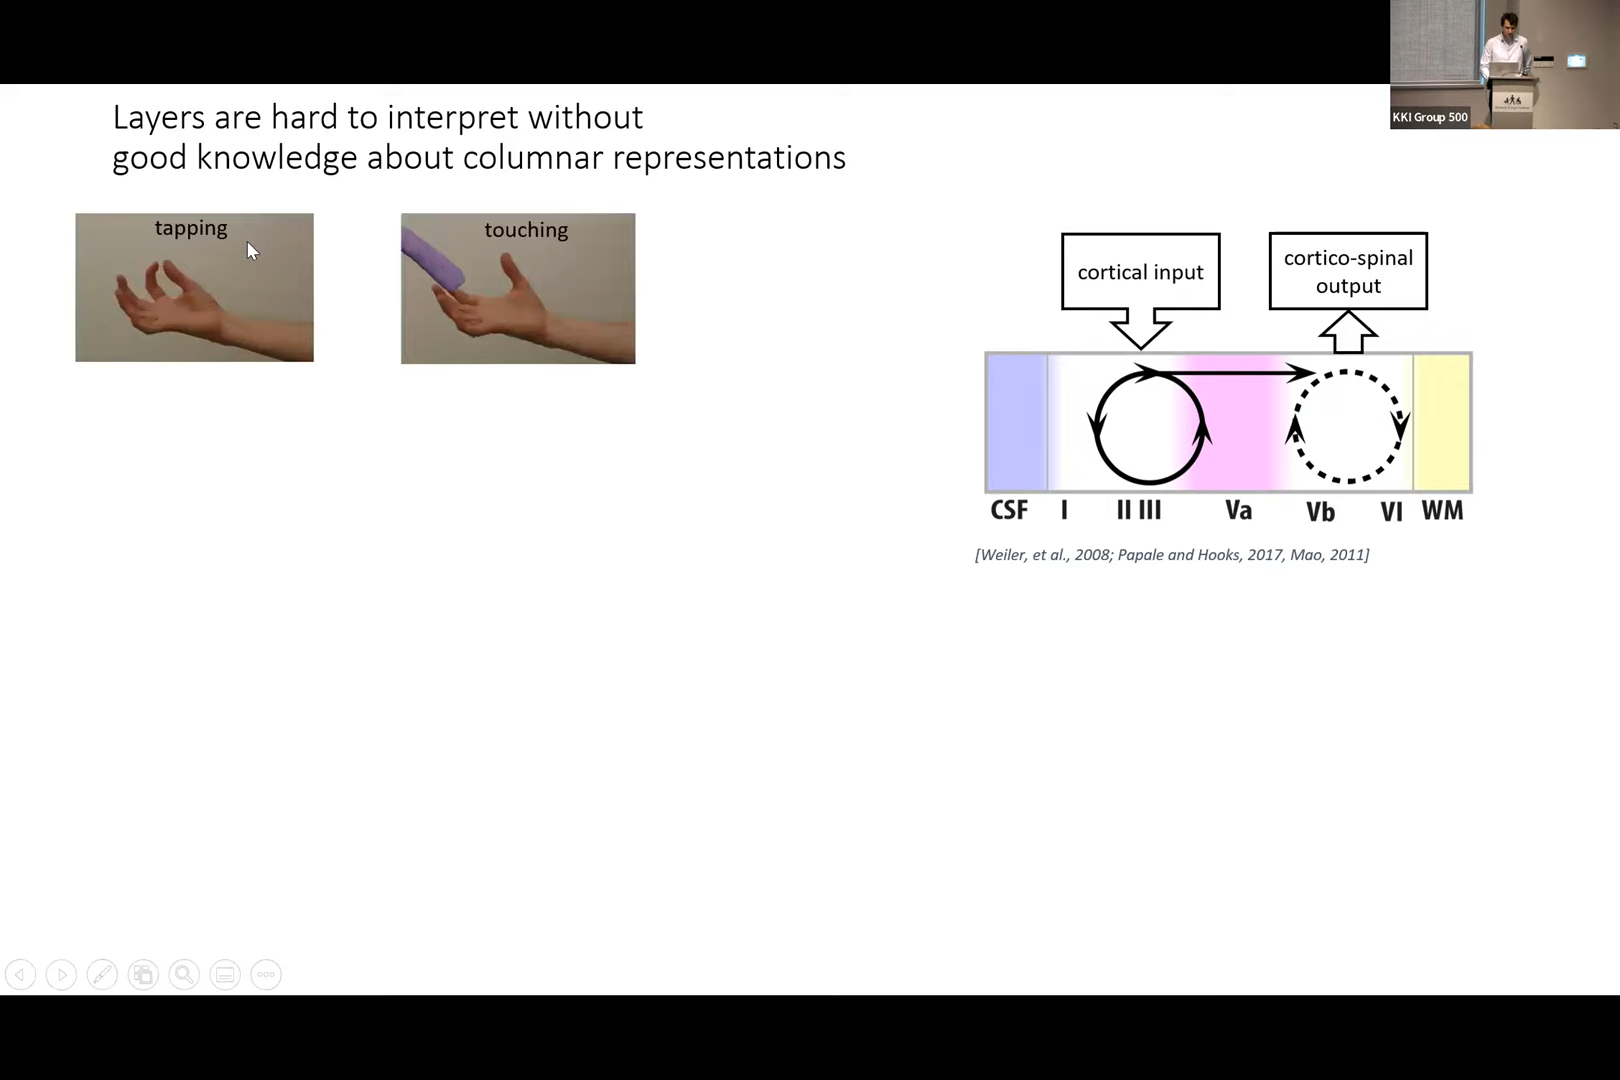 KKI Group 500
Layers are hard to interpret without
good knowledge about columnar representations
tapping
touching
cortical input
cortico-spinal
output
CSF I II III Va Vb VI WM
[Weiler, et al., 2008; Papale and Hooks, 2017, Mao, 2011]